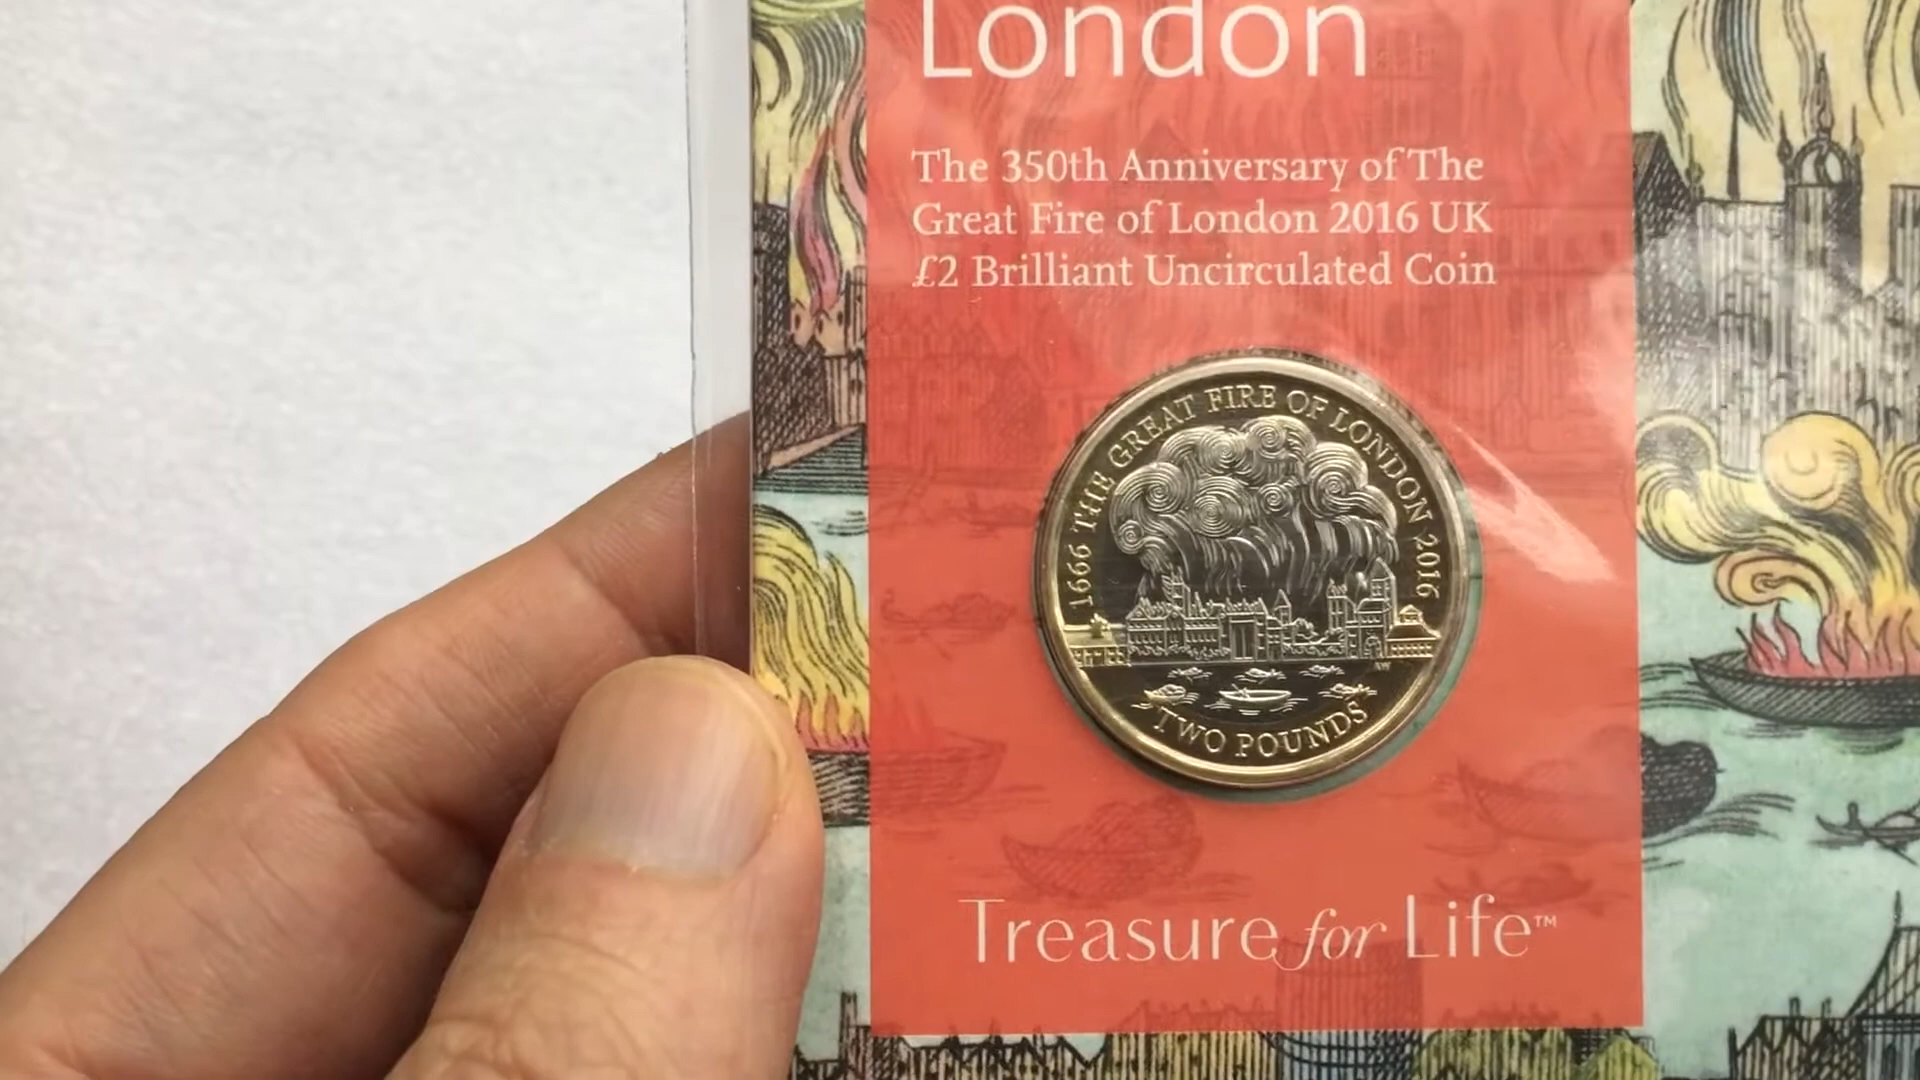 London
The 350th Anniversary of The
Great Fire of London 2016 UK
£2 Brilliant Uncirculated Coin
1666 THE GREAT FIRE OF LONDON 2016
TWO POUNDS
Treasure for Life™